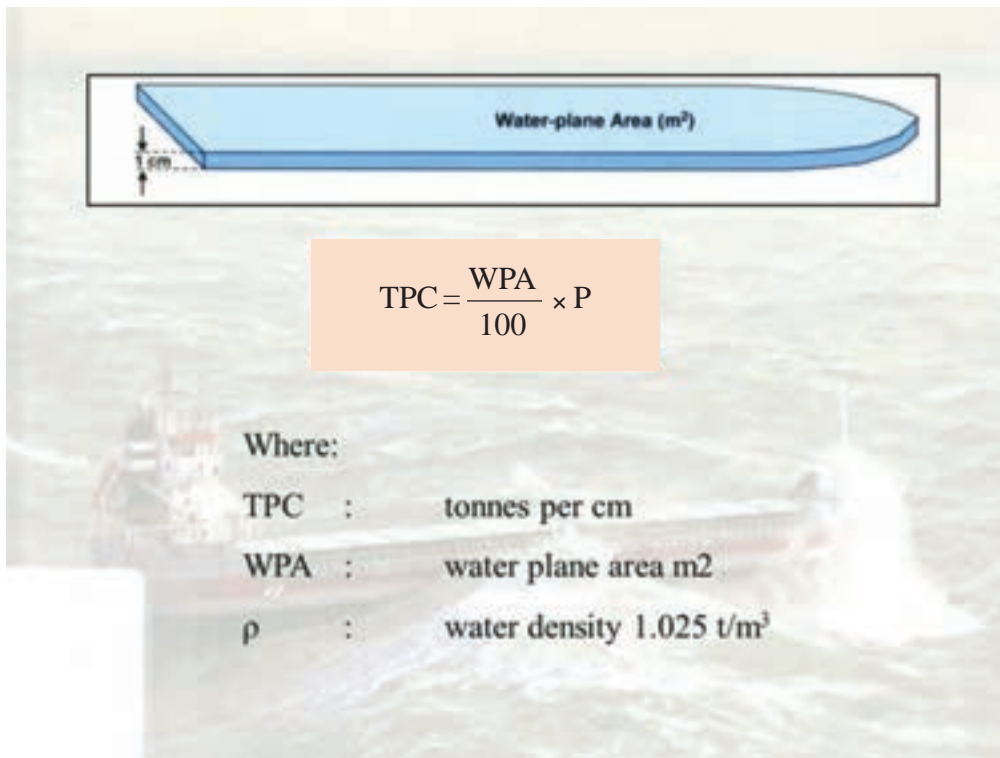 Water-plane Area (m²)
1 cm
TPC = WPA / 100 × P
Where:
TPC : tonnes per cm
WPA : water plane area m2
ρ : water density 1.025 t/m³